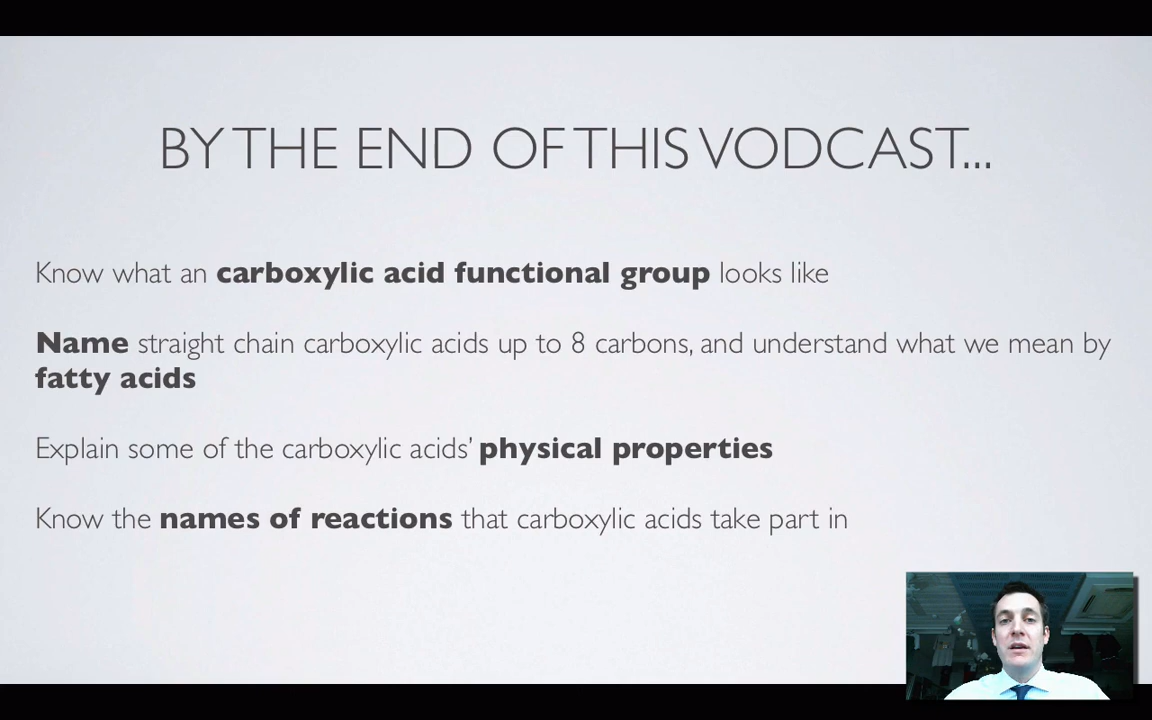 BY THE END OF THIS VODCAST...
Know what an carboxylic acid functional group looks like
Name straight chain carboxylic acids up to 8 carbons, and understand what we mean by
fatty acids
Explain some of the carboxylic acids' physical properties
Know the names of reactions that carboxylic acids take part in